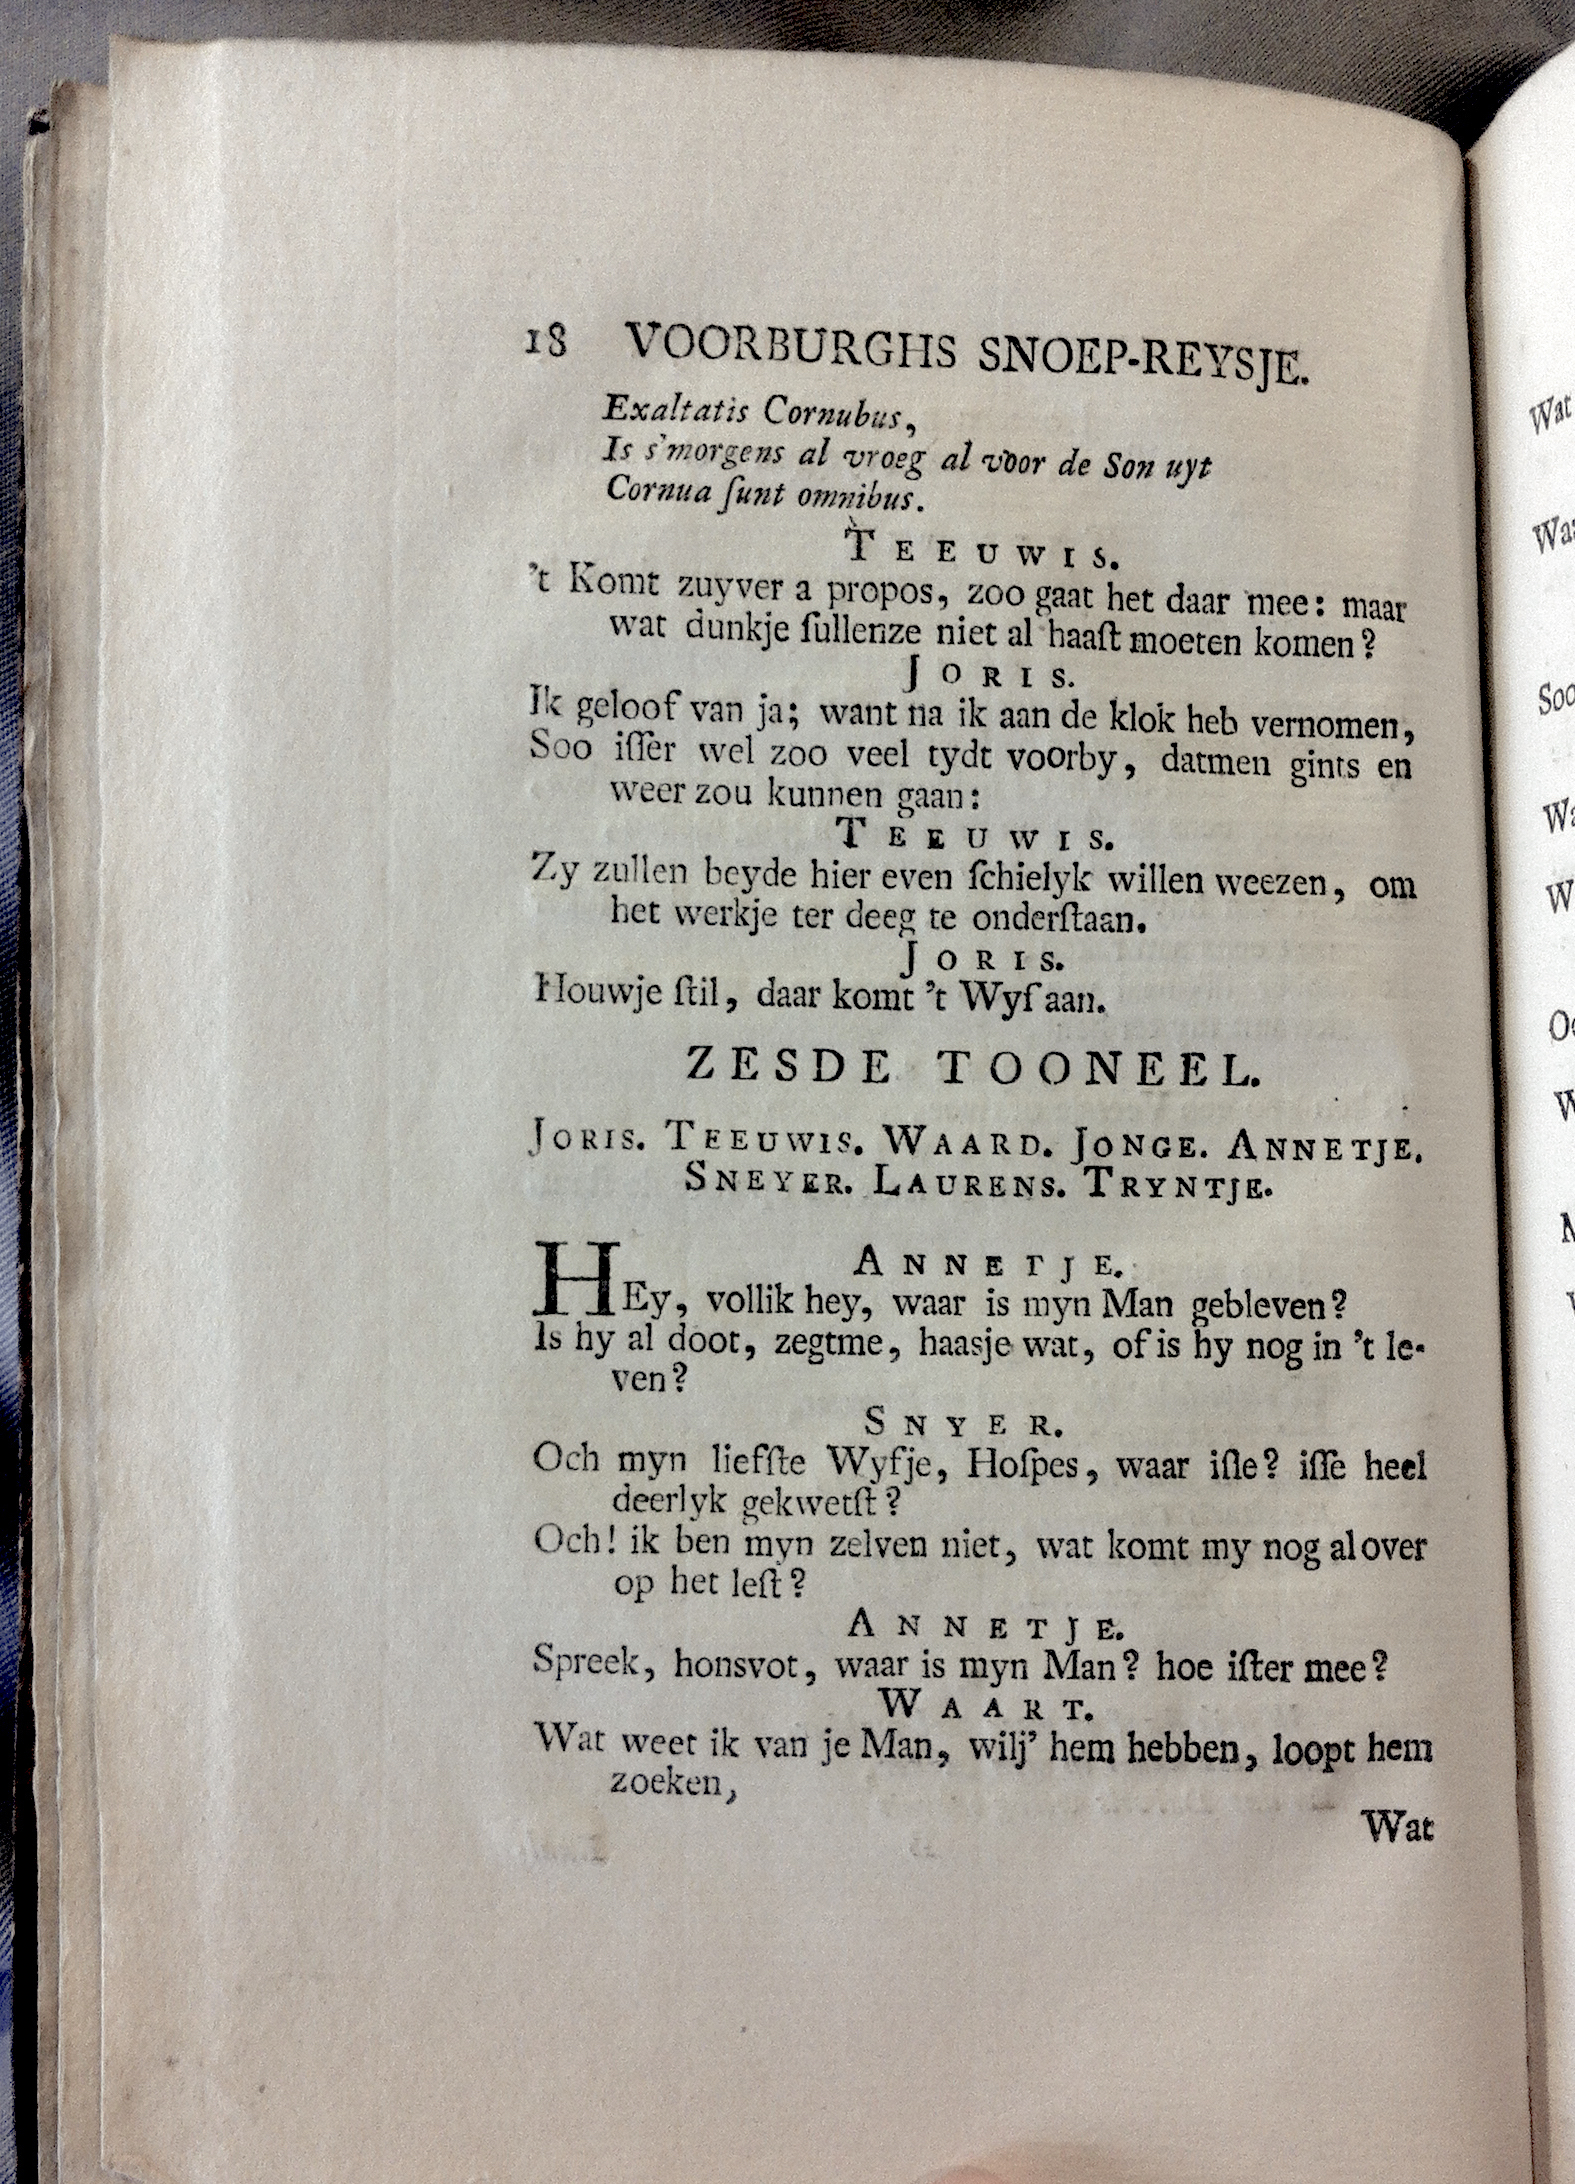 18 VOORBURGHS SNOEP-REYSJE.
Exaltatis Cornubus,
Is s'morgens al vroeg al voor de Son uyt
Cornua ſunt omnibus.
TEEUWIS.
't Komt zuyver a propos, zoo gaat het daar mee: maar
wat dunkje ſullenze niet al haaſt moeten komen?
JORIS.
Ik geloof van ja; want na ik aan de klok heb vernomen,
Soo iſſer wel zoo veel tydt voorby, datmen gints en
weer zou kunnen gaan:
TEEUWIS.
Zy zullen beyde hier even ſchielyk willen weezen, om
het werkje ter deeg te onderſtaan.
JORIS.
Houwje ſtil, daar komt 't Wyf aan.
ZESDE TOONEEL.
JORIS. TEEUWIS. WAARD. JONGE. ANNETJE.
SNEYER. LAURENS. TRYNTJE.
ANNETJE.
HEy, vollik hey, waar is myn Man gebleven?
Is hy al doot, zegtme, haasje wat, of is hy nog in 't le-
ven?
SNYER.
Och myn liefſte Wyfje, Hoſpes, waar iſſe? iſſe heel
deerlyk gekwetſt?
Och! ik ben myn zelven niet, wat komt my nog al over
op het leſt?
ANNETJE.
Spreek, honsvot, waar is myn Man? hoe iſter mee?
WAART.
Wat weet ik van je Man, wilj' hem hebben, loopt hem
zoeken,
Wat
Wat
Soo